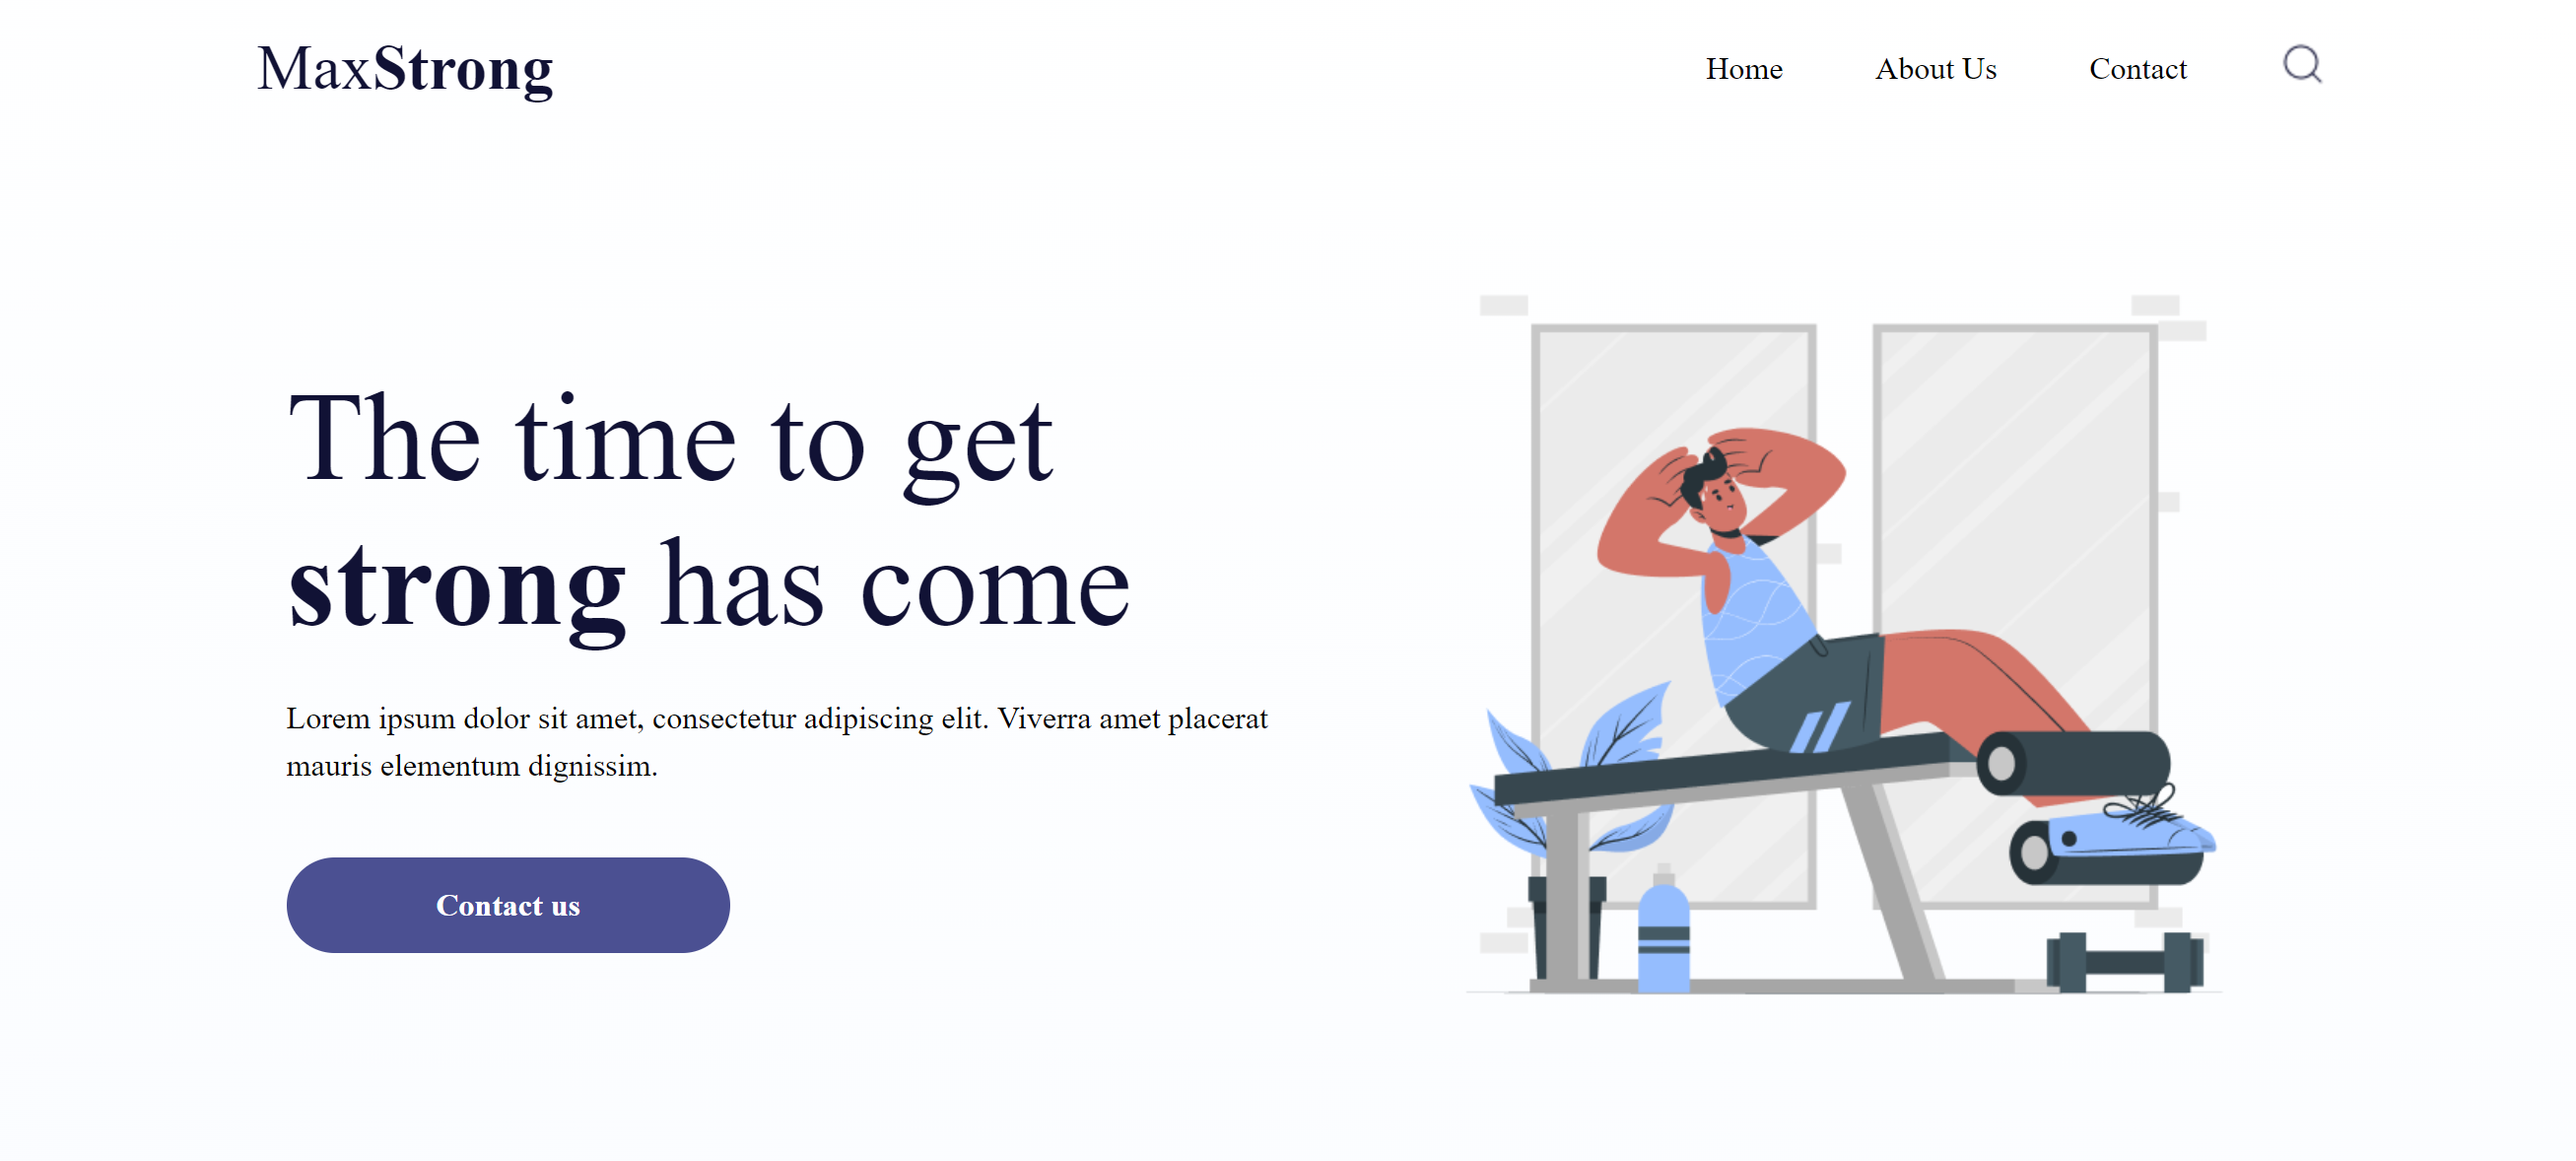 MaxStrong
Home
About Us
Contact
The time to get
strong has come
Lorem ipsum dolor sit amet, consectetur adipiscing elit. Viverra amet placerat
mauris elementum dignissim.
Contact us